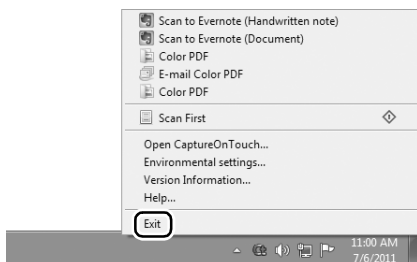 Scan to Evernote (Handwritten note)
Scan to Evernote (Document)
Color PDF
E-mail Color PDF
Color PDF
Scan First
Open CaptureOnTouch...
Environmental settings...
Version Information...
Help...
Exit
11:00 AM
7/6/2011